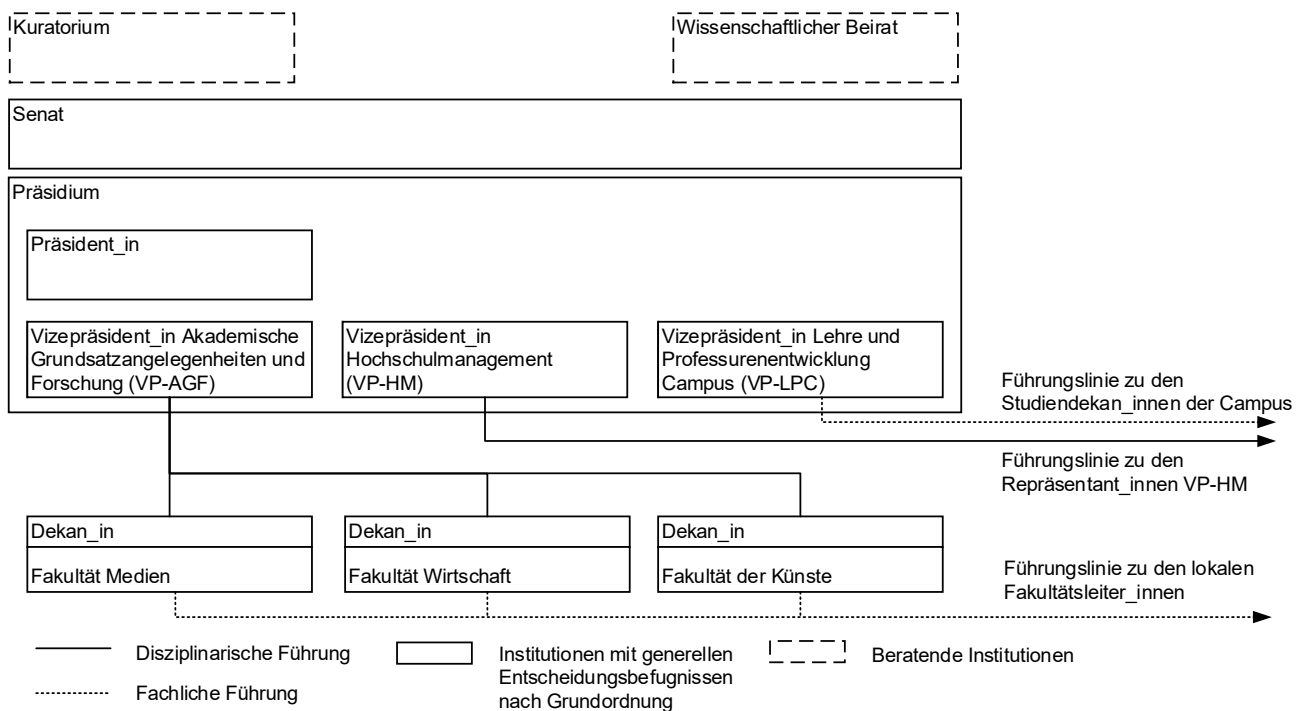 Kuratorium
Wissenschaftlicher Beirat
Senat
Präsidium
Präsident_in
Vizepräsident_in Akademische
Grundsatzangelegenheiten und
Forschung (VP-AGF)
Vizepräsident_in
Hochschulmanagement
(VP-HM)
Vizepräsident_in Lehre und
Professurenentwicklung
Campus (VP-LPC)
Führungslinie zu den
Studiendekan_innen der Campus
Führungslinie zu den
Repräsentant_innen VP-HM
Dekan_in
Fakultät Medien
Dekan_in
Fakultät Wirtschaft
Dekan_in
Fakultät der Künste
Führungslinie zu den lokalen
Fakultätsleiter_innen
Disziplinarische Führung
Fachliche Führung
Institutionen mit generellen
Entscheidungsbefugnissen
nach Grundordnung
Beratende Institutionen